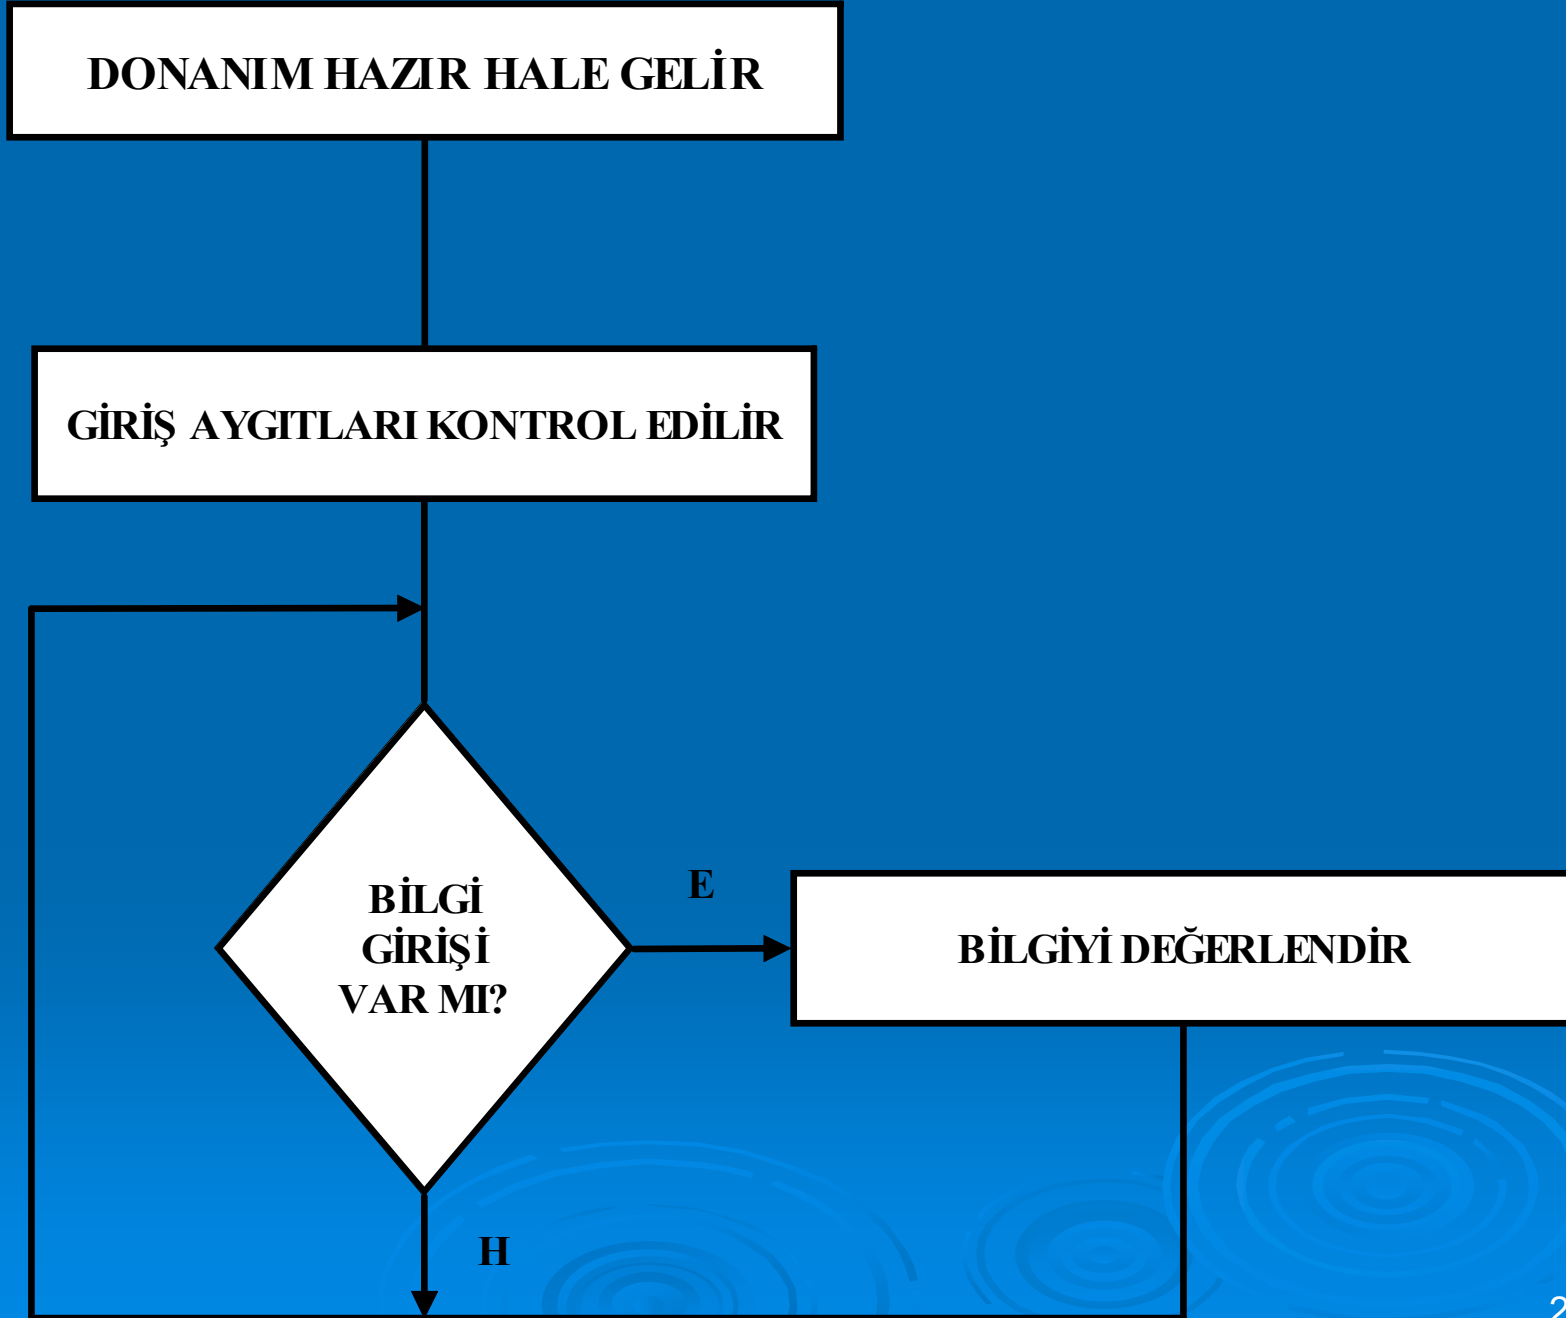 DONANIM HAZIR HALE GELİR
GİRİŞ AYGITLARI KONTROL EDİLİR
BİLGİ
GİRİŞİ
VAR MI?
E
BİLGİYİ DEĞERLENDİR
H